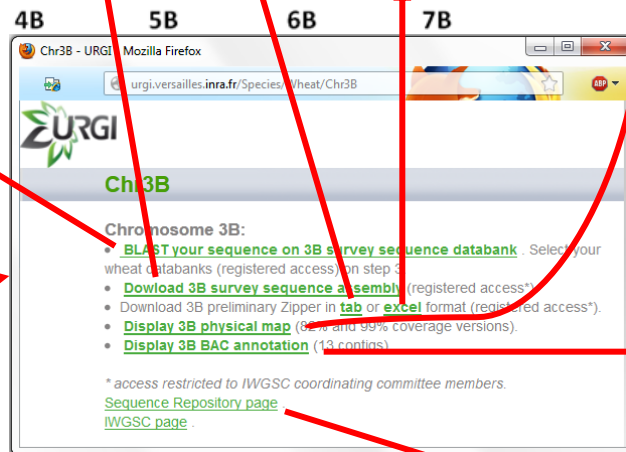 4B 5B 6B 7B
Chr3B - URGI - Mozilla Firefox
urgi.versailles.inra.fr/Species/Wheat/Chr3B
ABP
URGI
Chr3B
Chromosome 3B:
BLAST your sequence on 3B survey sequence databank . Select your
wheat databanks (registered access) on step 3
Dowload 3B survey sequence assembly (registered access*)
Download 3B preliminary Zipper in tab or excel format (registered access*).
Display 3B physical map (82% and 99% coverage versions).
Display 3B BAC annotation (13 contigs)
* access restricted to IWGSC coordinating committee members.
Sequence Repository page .
IWGSC page .